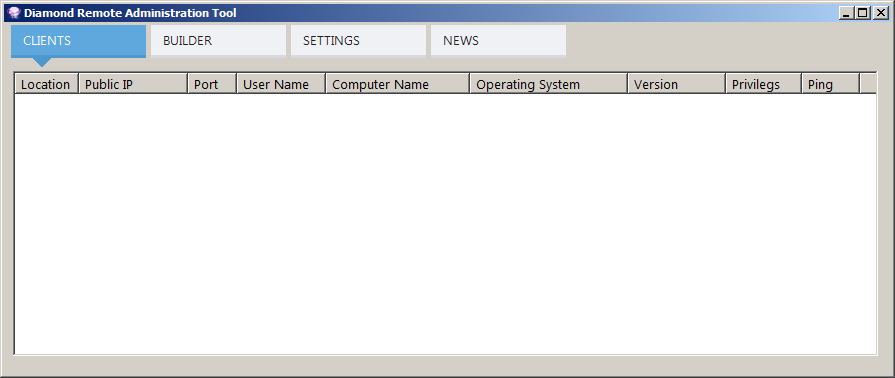 Diamond Remote Administration Tool
CLIENTS BUILDER SETTINGS NEWS
Location Public IP Port User Name Computer Name Operating System Version Privilegs Ping